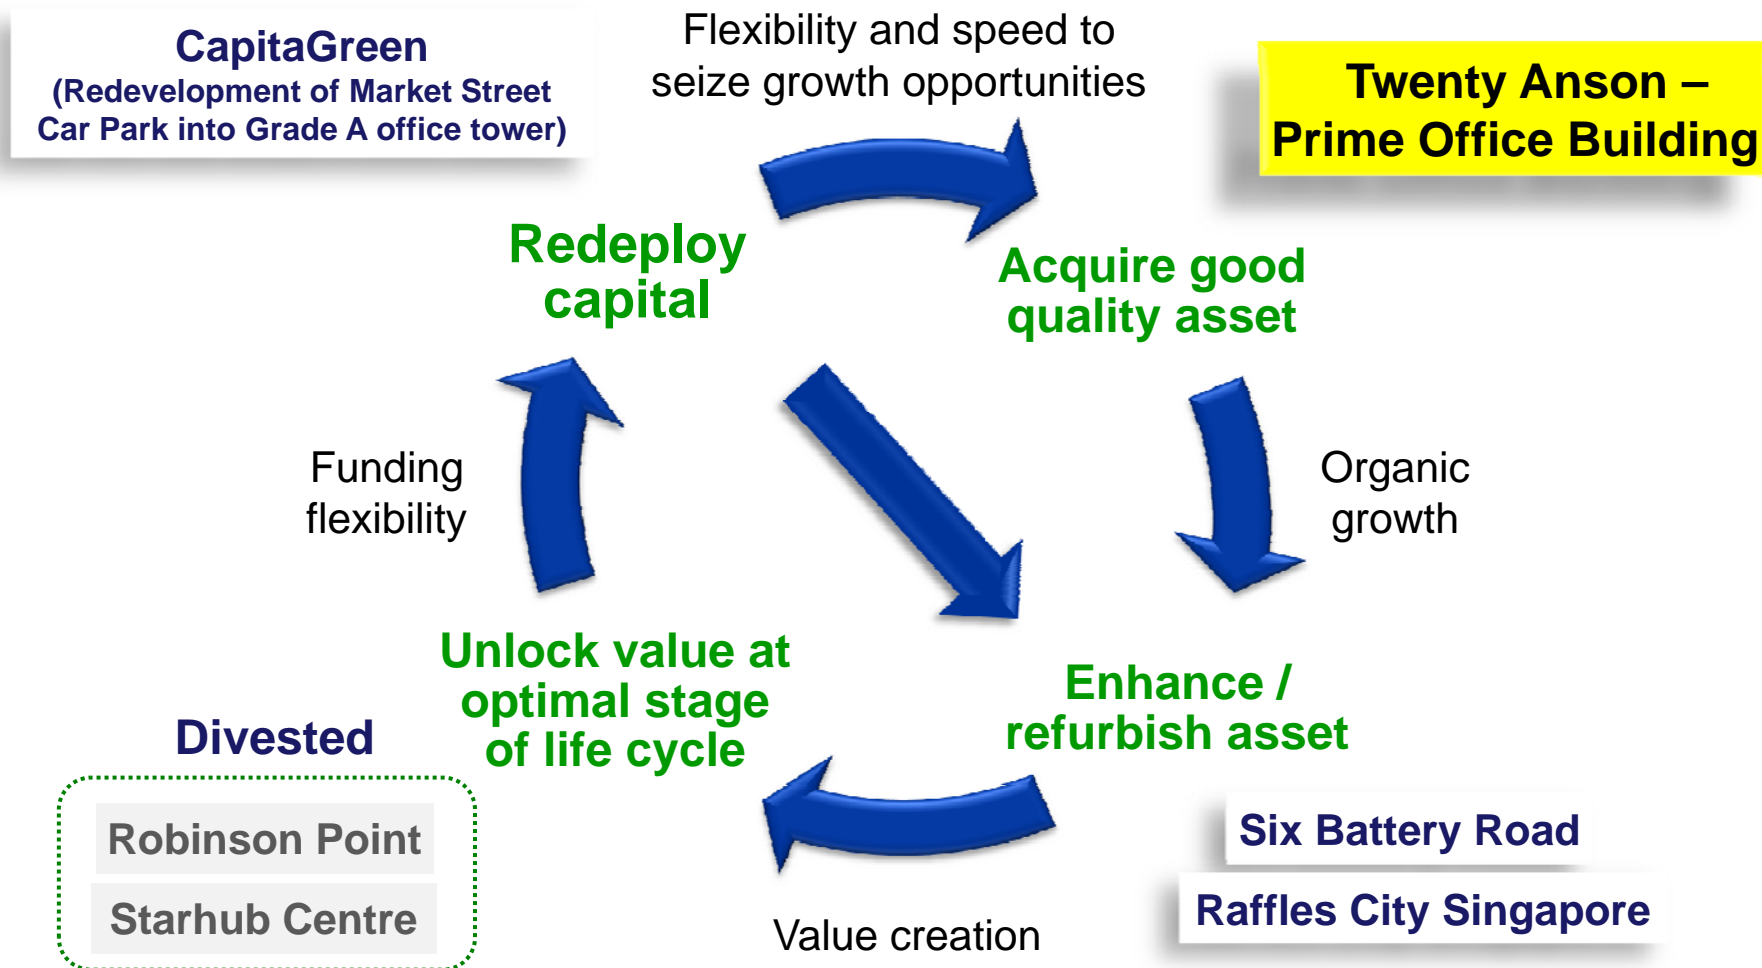 CapitaGreen
(Redevelopment of Market Street
Car Park into Grade A office tower)
Flexibility and speed to
seize growth opportunities
Twenty Anson –
Prime Office Building
Redeploy
capital
Acquire good
quality asset
Funding
flexibility
Organic
growth
Unlock value at
optimal stage
of life cycle
Enhance /
refurbish asset
Divested
Robinson Point
Starhub Centre
Value creation
Six Battery Road
Raffles City Singapore